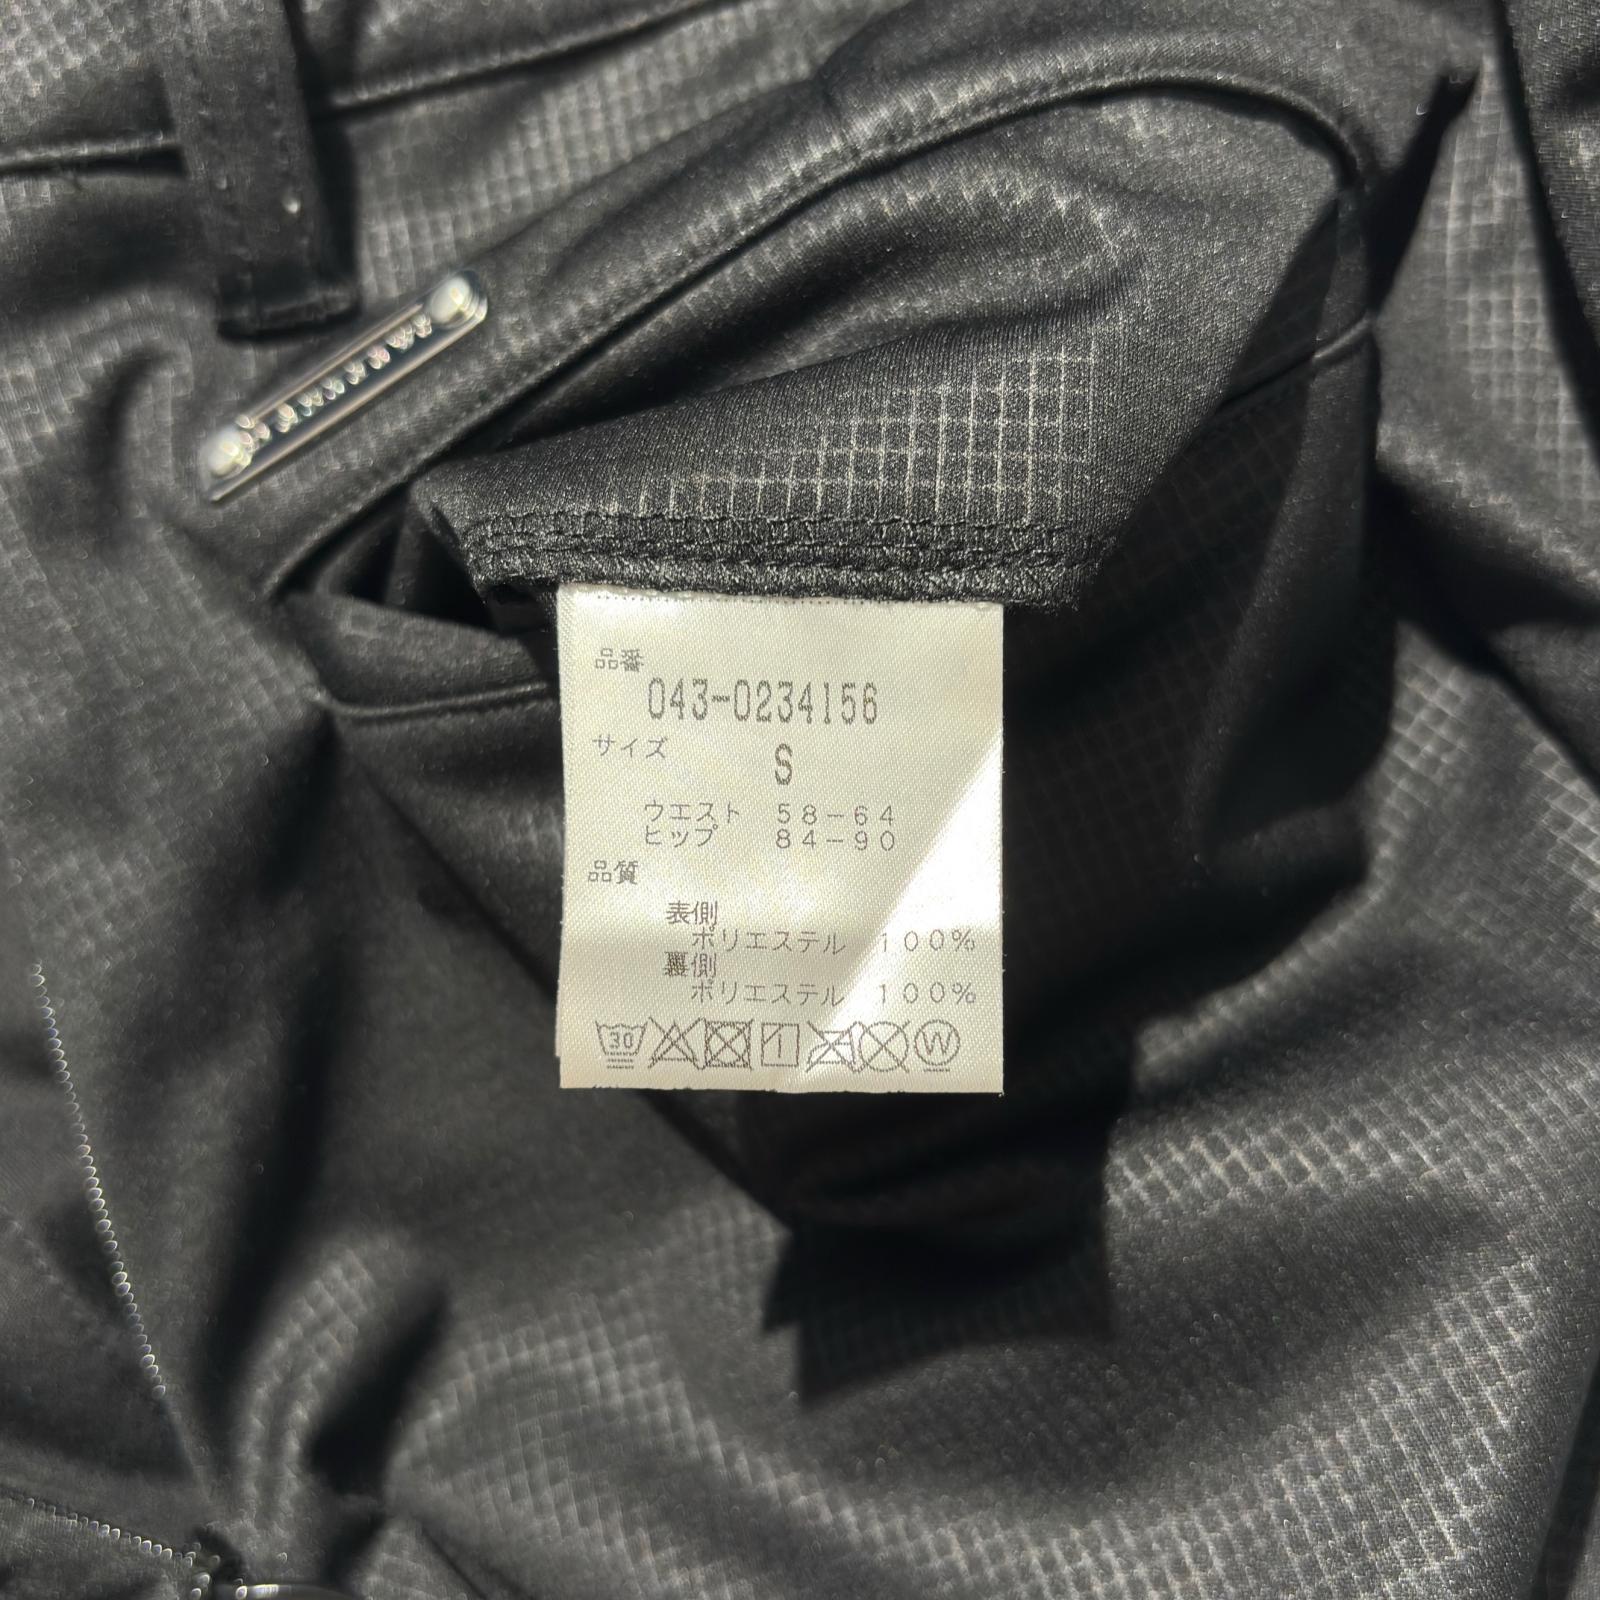 品番
043-0234156
サイズ
S
ウエスト 58-64
ヒップ 84-90
品質
表側
ポリエステル 100%
裏側
ポリエステル 100%
30
W